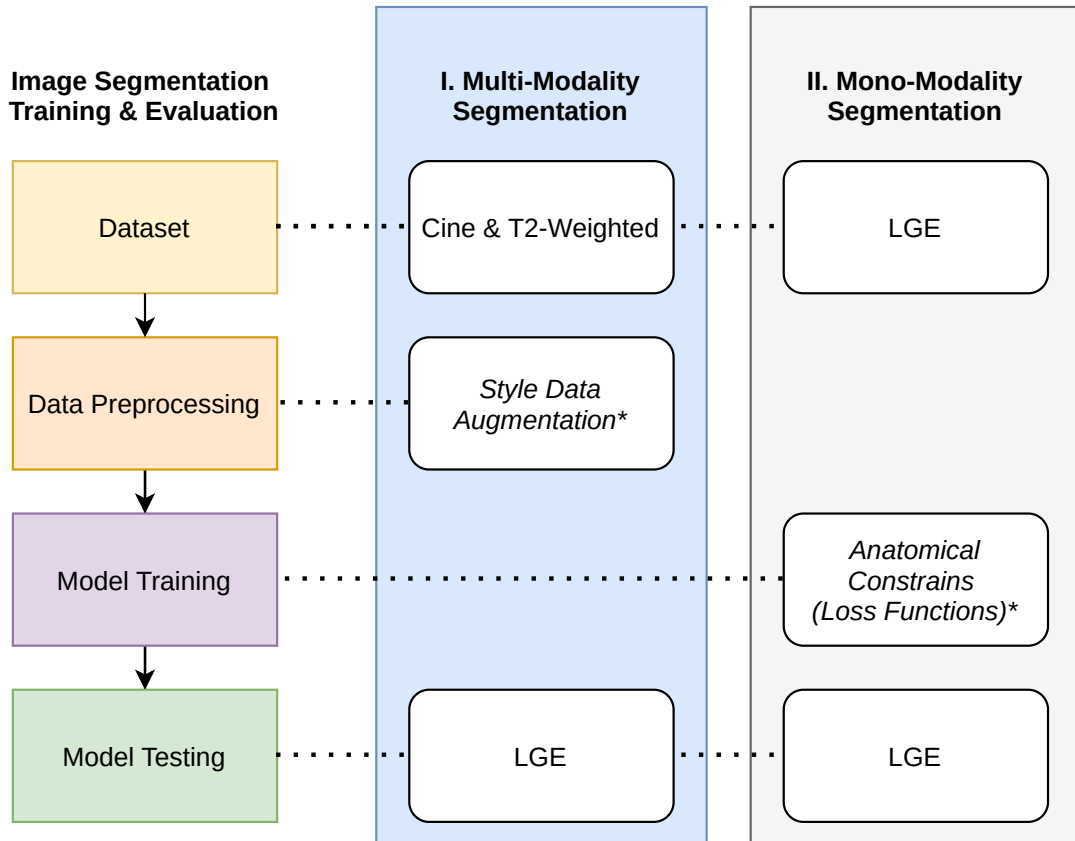 Image Segmentation
Training & Evaluation
I. Multi-Modality
Segmentation
II. Mono-Modality
Segmentation
Dataset
Cine & T2-Weighted
LGE
Data Preprocessing
Style Data
Augmentation*
Model Training
Anatomical
Constrains
(Loss Functions)*
Model Testing
LGE
LGE